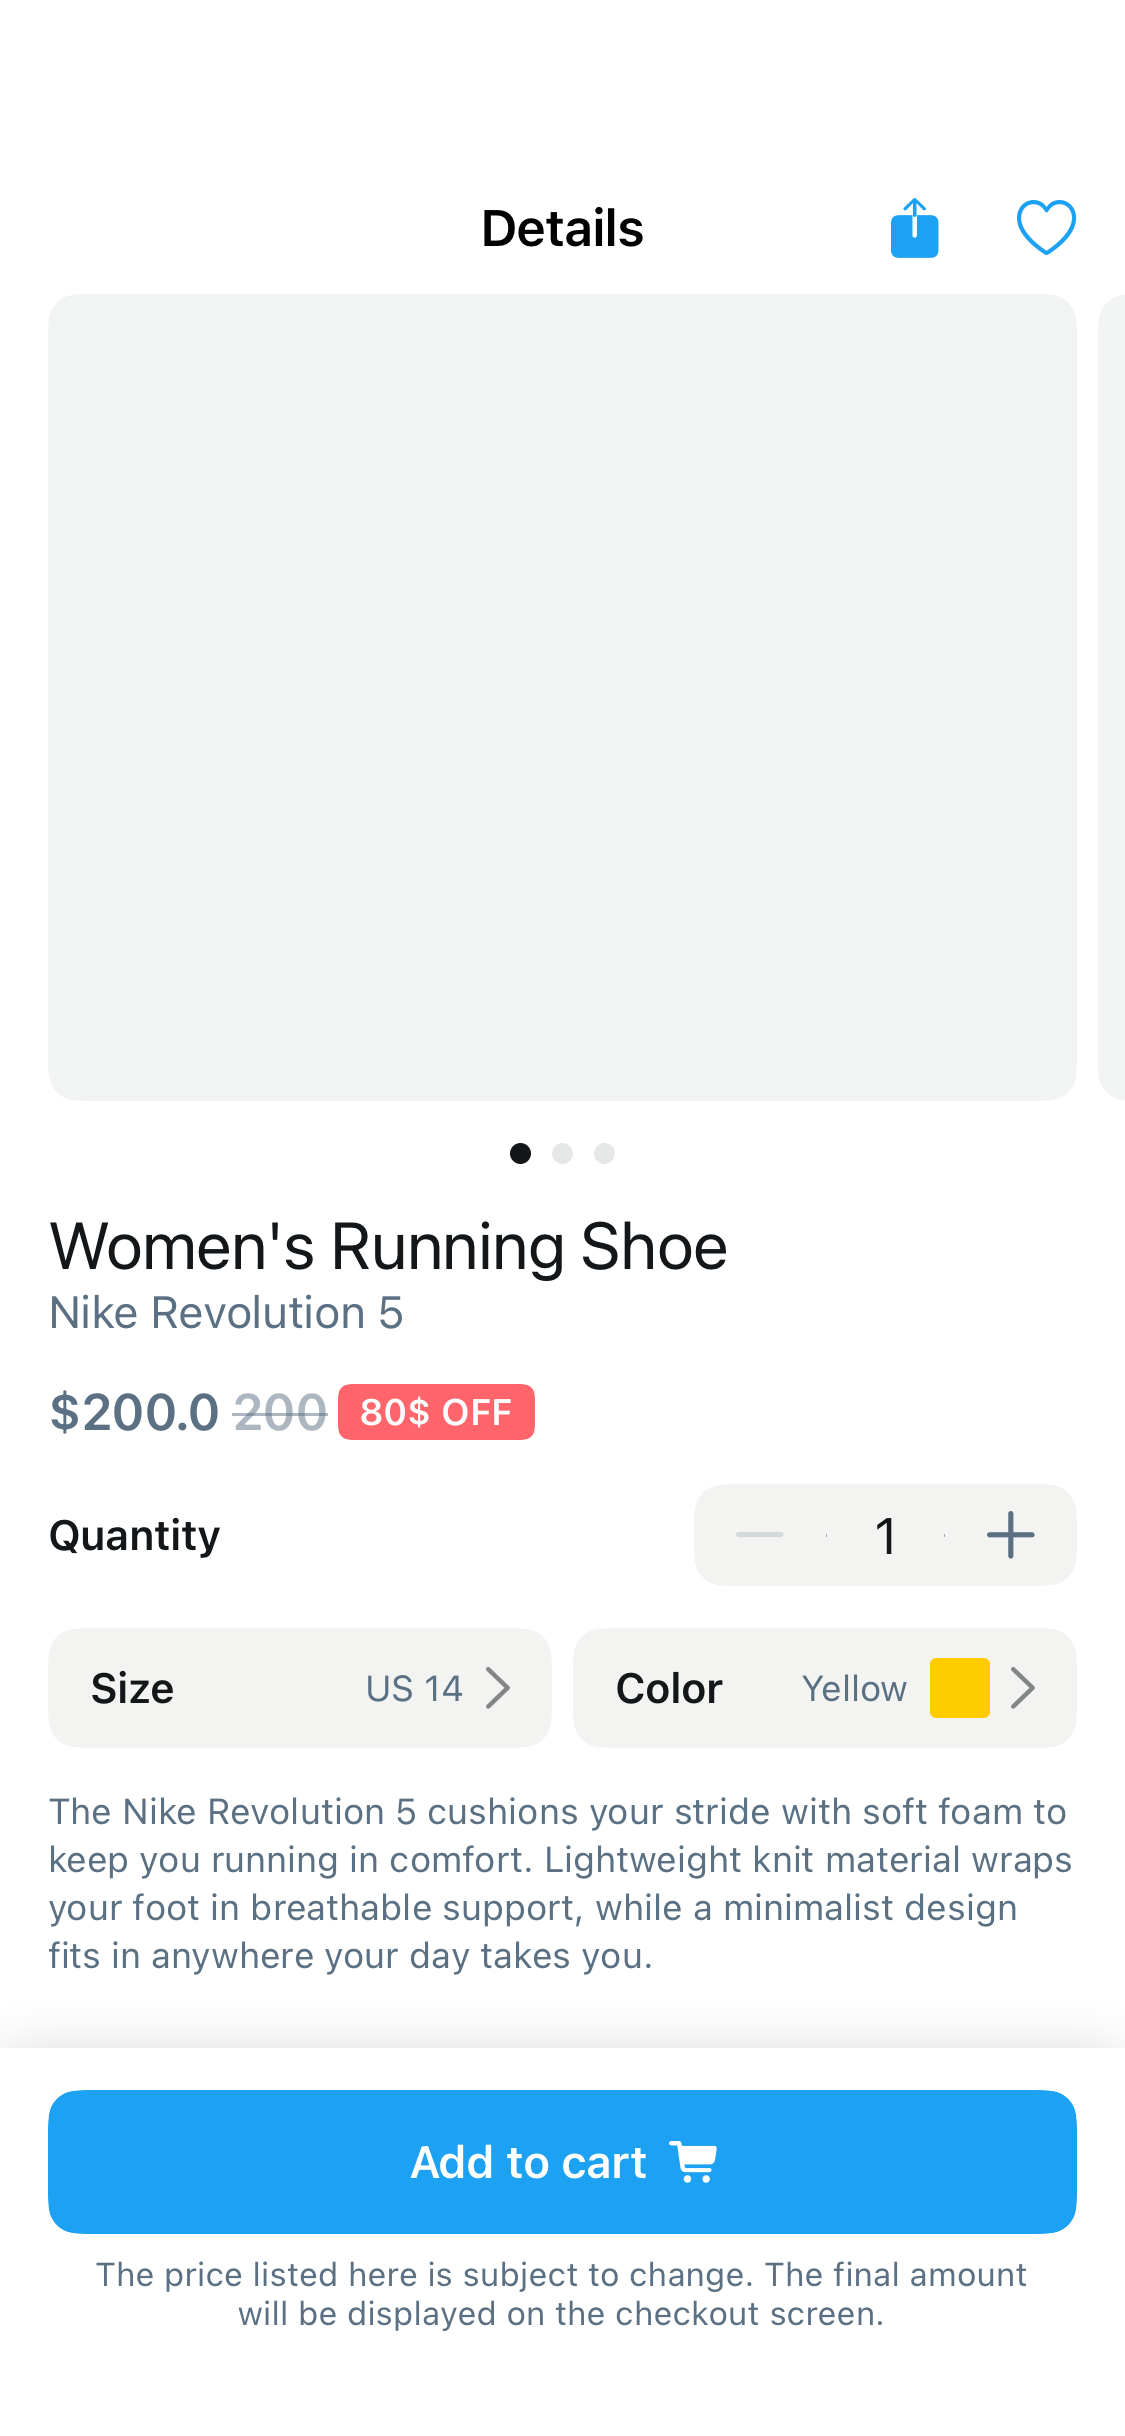 Details
Women's Running Shoe
Nike Revolution 5
$200.0 200 80$ OFF
Quantity 1
Size US 14 Color Yellow
The Nike Revolution 5 cushions your stride with soft foam to
keep you running in comfort. Lightweight knit material wraps
your foot in breathable support, while a minimalist design
fits in anywhere your day takes you.
Add to cart
The price listed here is subject to change. The final amount
will be displayed on the checkout screen.